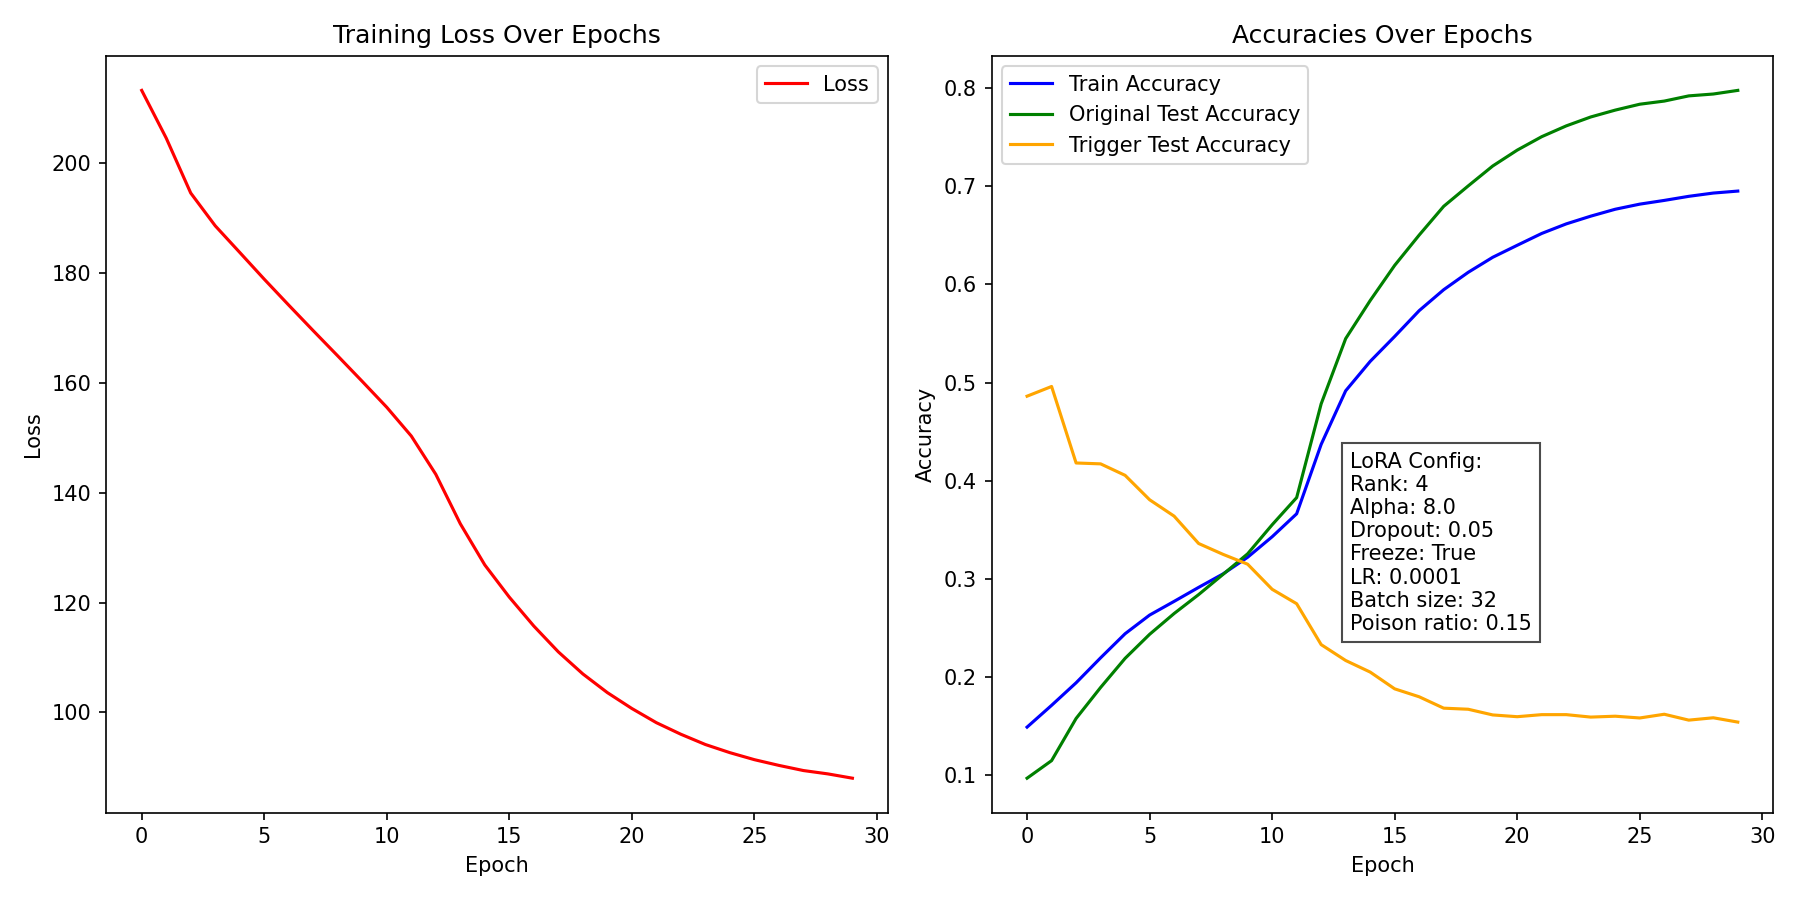 Training Loss Over Epochs
Loss
200
180
160
140
120
100
Loss
0 5 10 15 20 25 30
Epoch
Accuracies Over Epochs
Train Accuracy
Original Test Accuracy
Trigger Test Accuracy
0.8
0.7
0.6
0.5
0.4
0.3
0.2
0.1
Accuracy
LoRA Config:
Rank: 4
Alpha: 8.0
Dropout: 0.05
Freeze: True
LR: 0.0001
Batch size: 32
Poison ratio: 0.15
0 5 10 15 20 25 30
Epoch